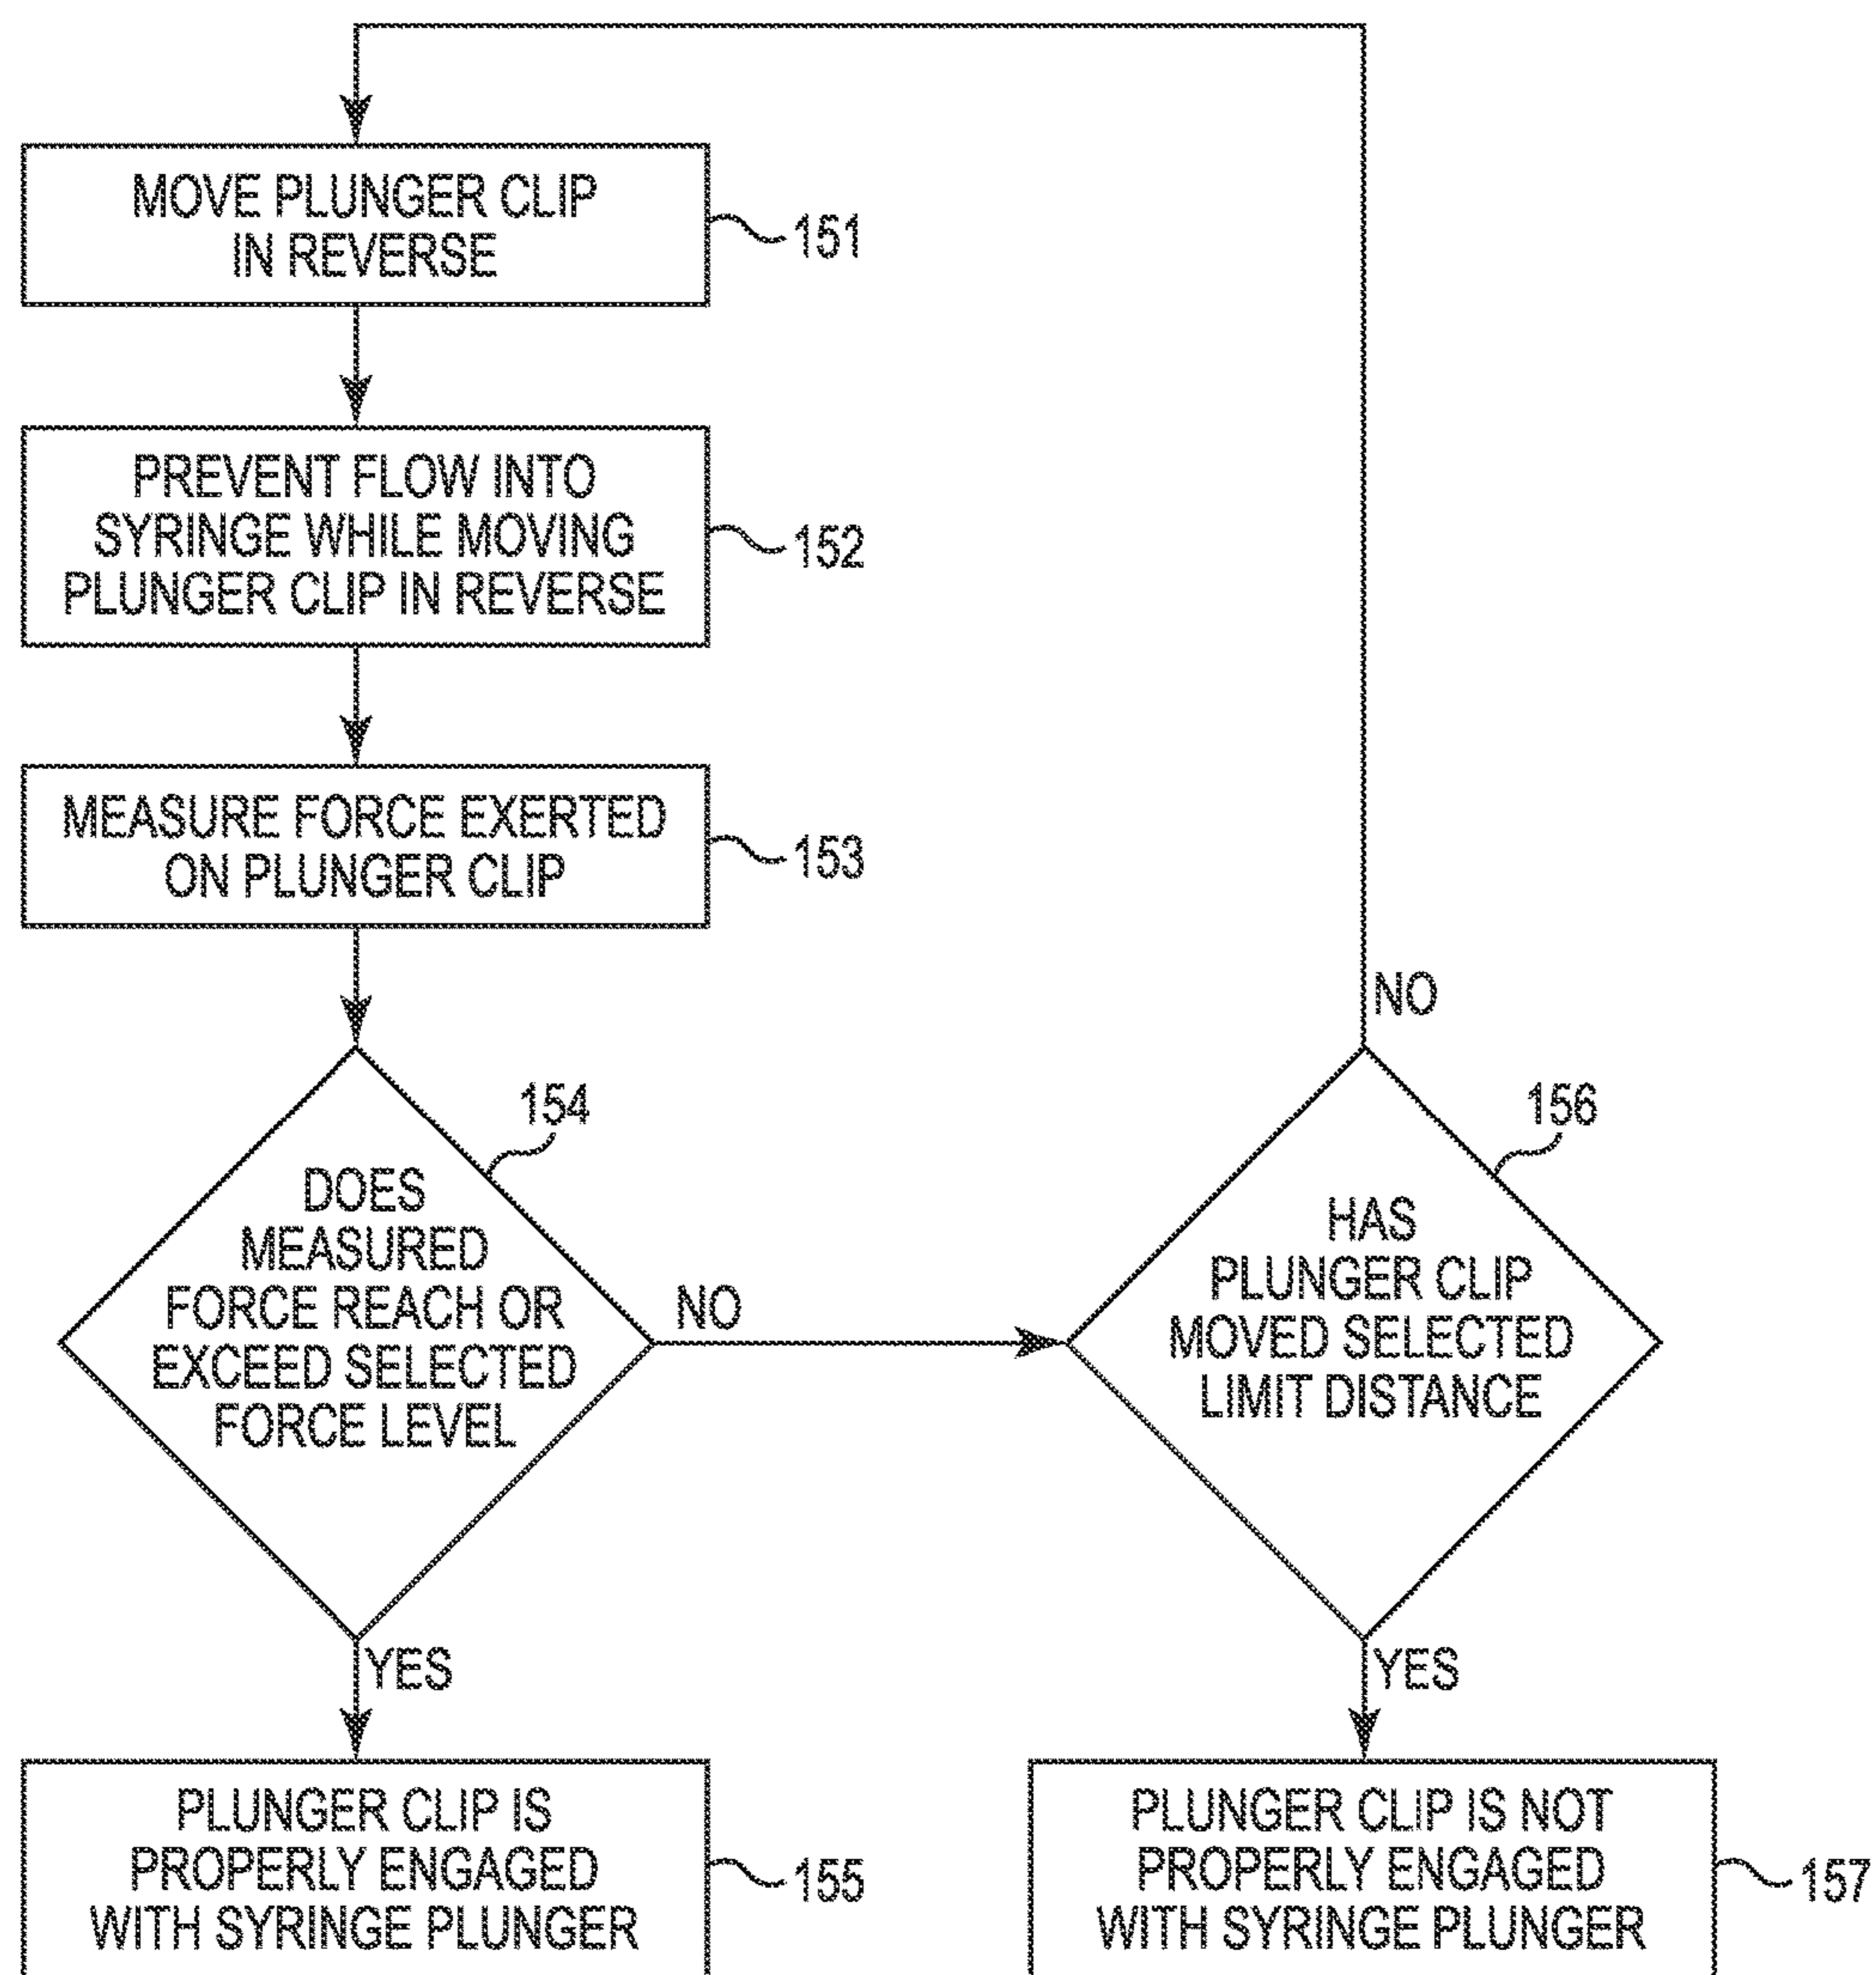 MOVE PLUNGER CLIP
IN REVERSE
151
PREVENT FLOW INTO
SYRINGE WHILE MOVING
PLUNGER CLIP IN REVERSE
152
MEASURE FORCE EXERTED
ON PLUNGER CLIP
153
DOES
MEASURED
FORCE REACH OR
EXCEED SELECTED
FORCE LEVEL
154
NO
YES
PLUNGER CLIP IS
PROPERLY ENGAGED
WITH SYRINGE PLUNGER
155
HAS
PLUNGER CLIP
MOVED SELECTED
LIMIT DISTANCE
156
NO
YES
PLUNGER CLIP IS NOT
PROPERLY ENGAGED
WITH SYRINGE PLUNGER
157